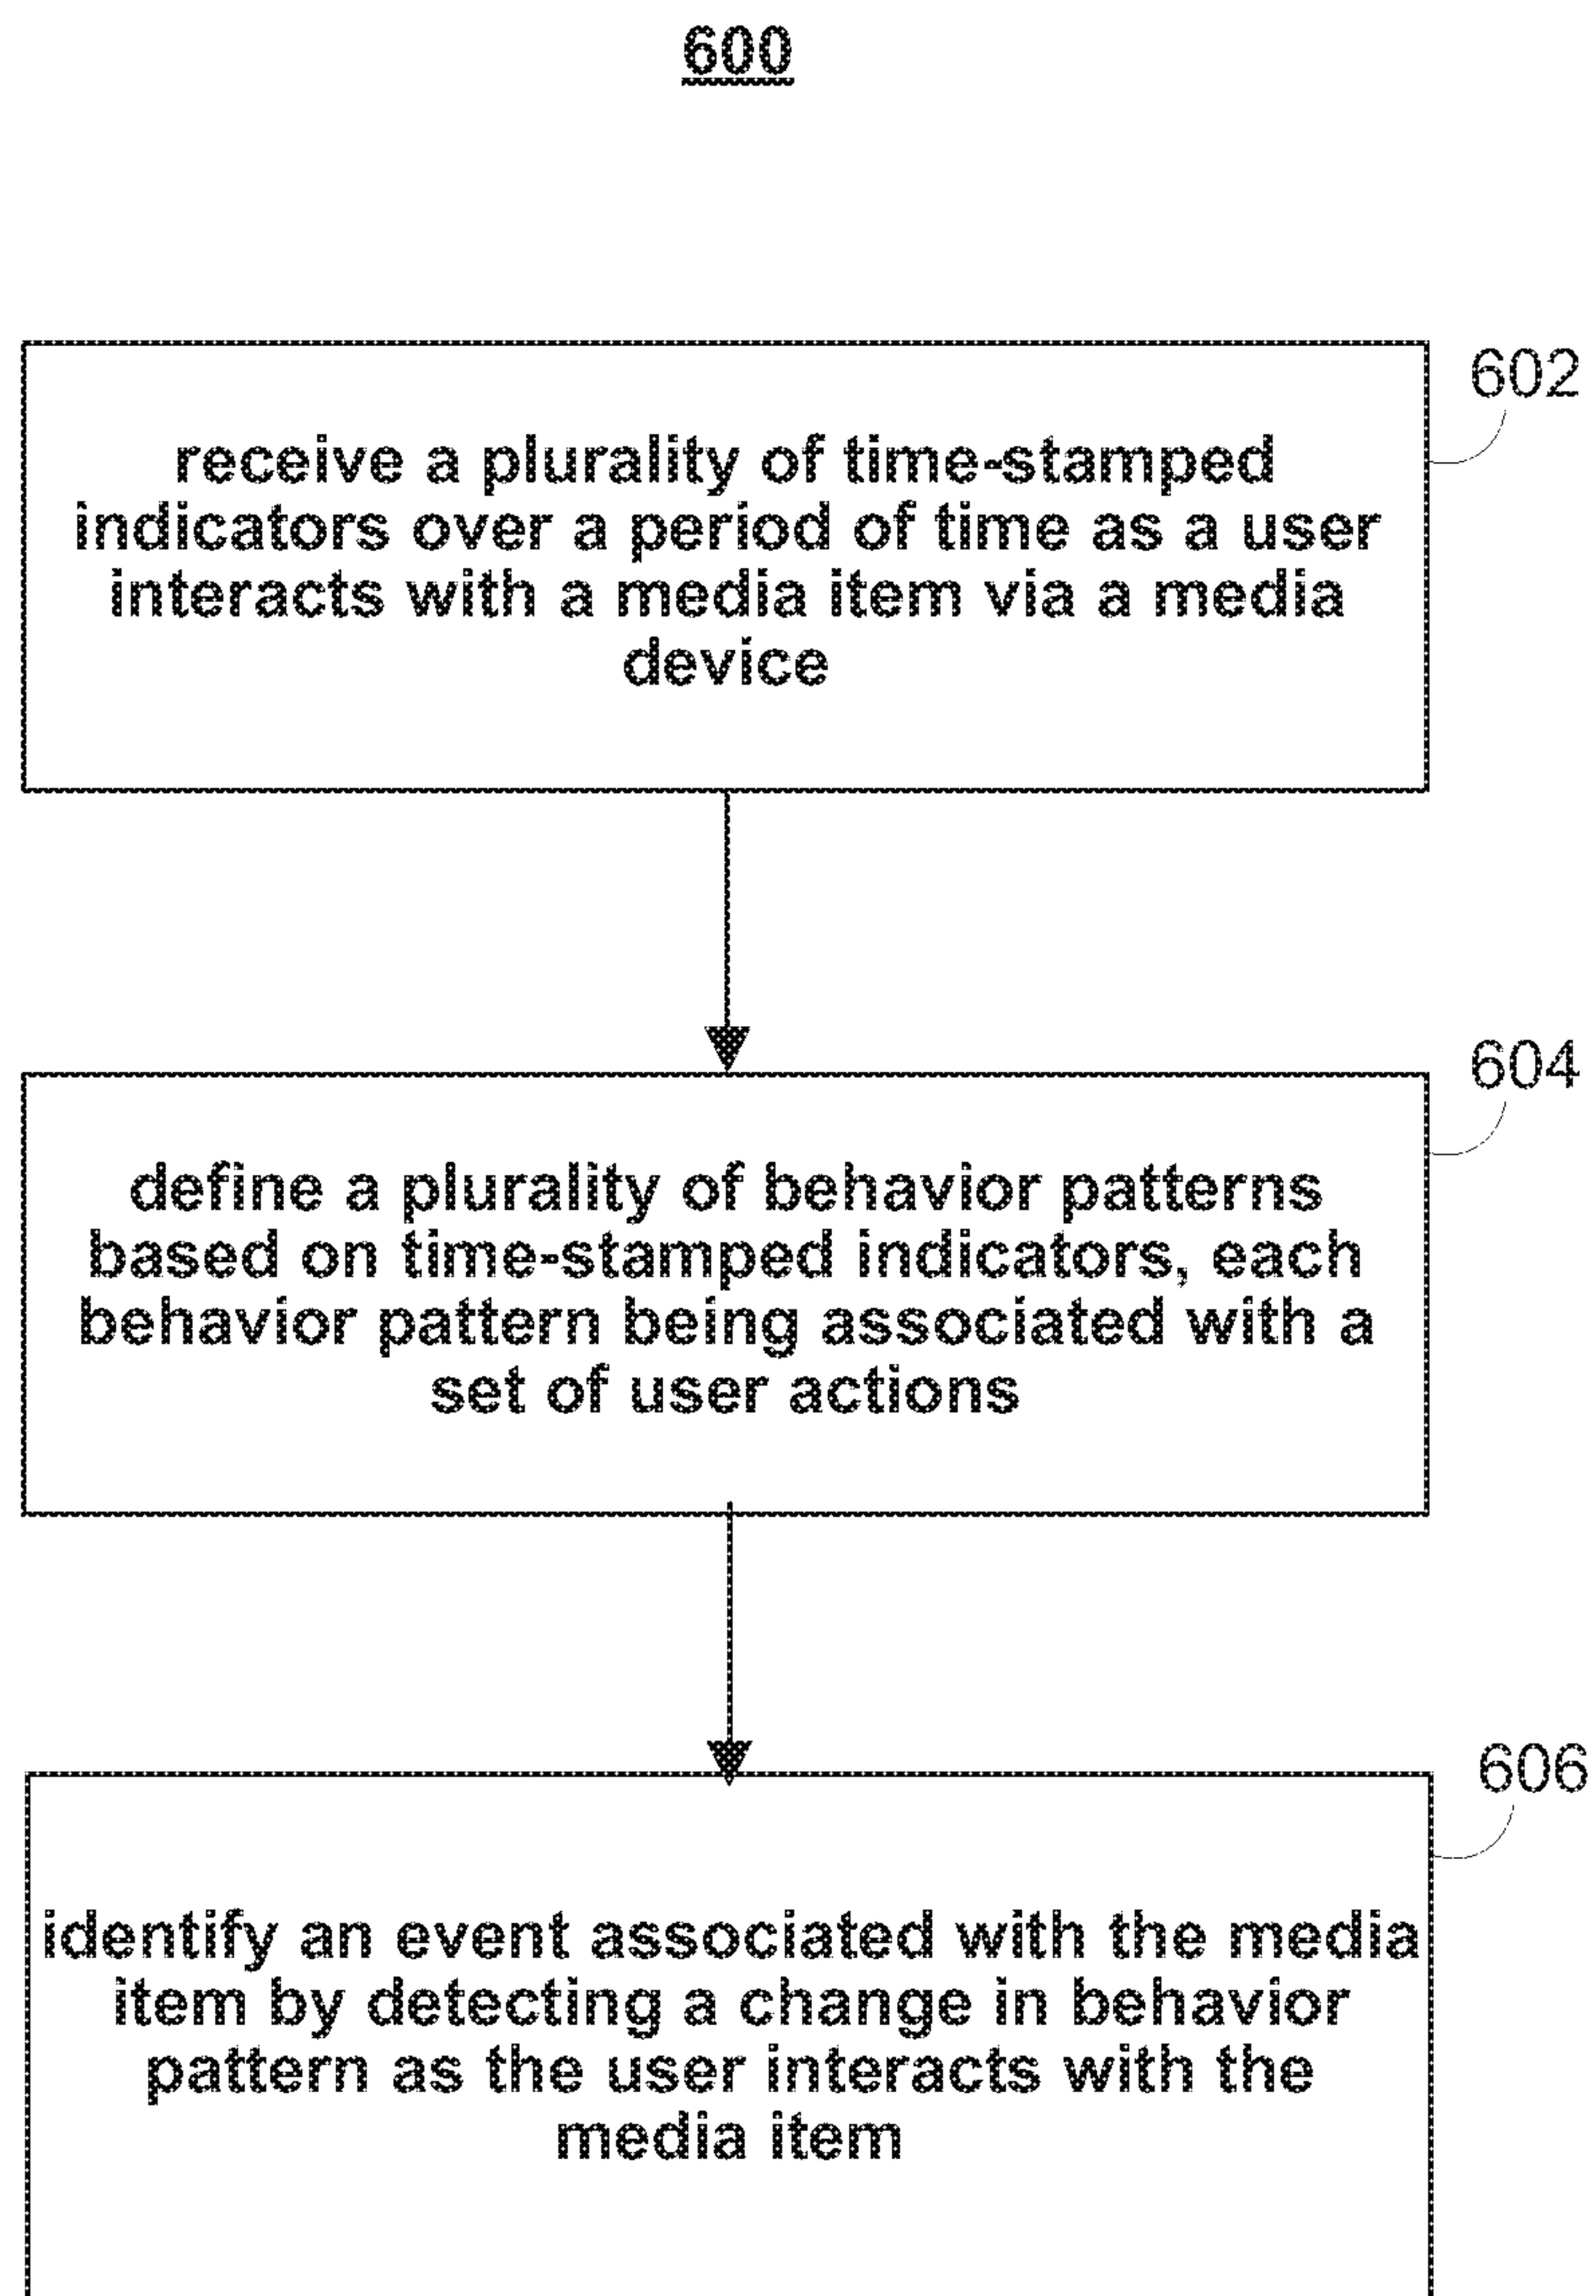 600
602
receive a plurality of time-stamped
indicators over a period of time as a user
interacts with a media item via a media
device
604
define a plurality of behavior patterns
based on time-stamped indicators, each
behavior pattern being associated with a
set of user actions
606
identify an event associated with the media
item by detecting a change in behavior
pattern as the user interacts with the
media item